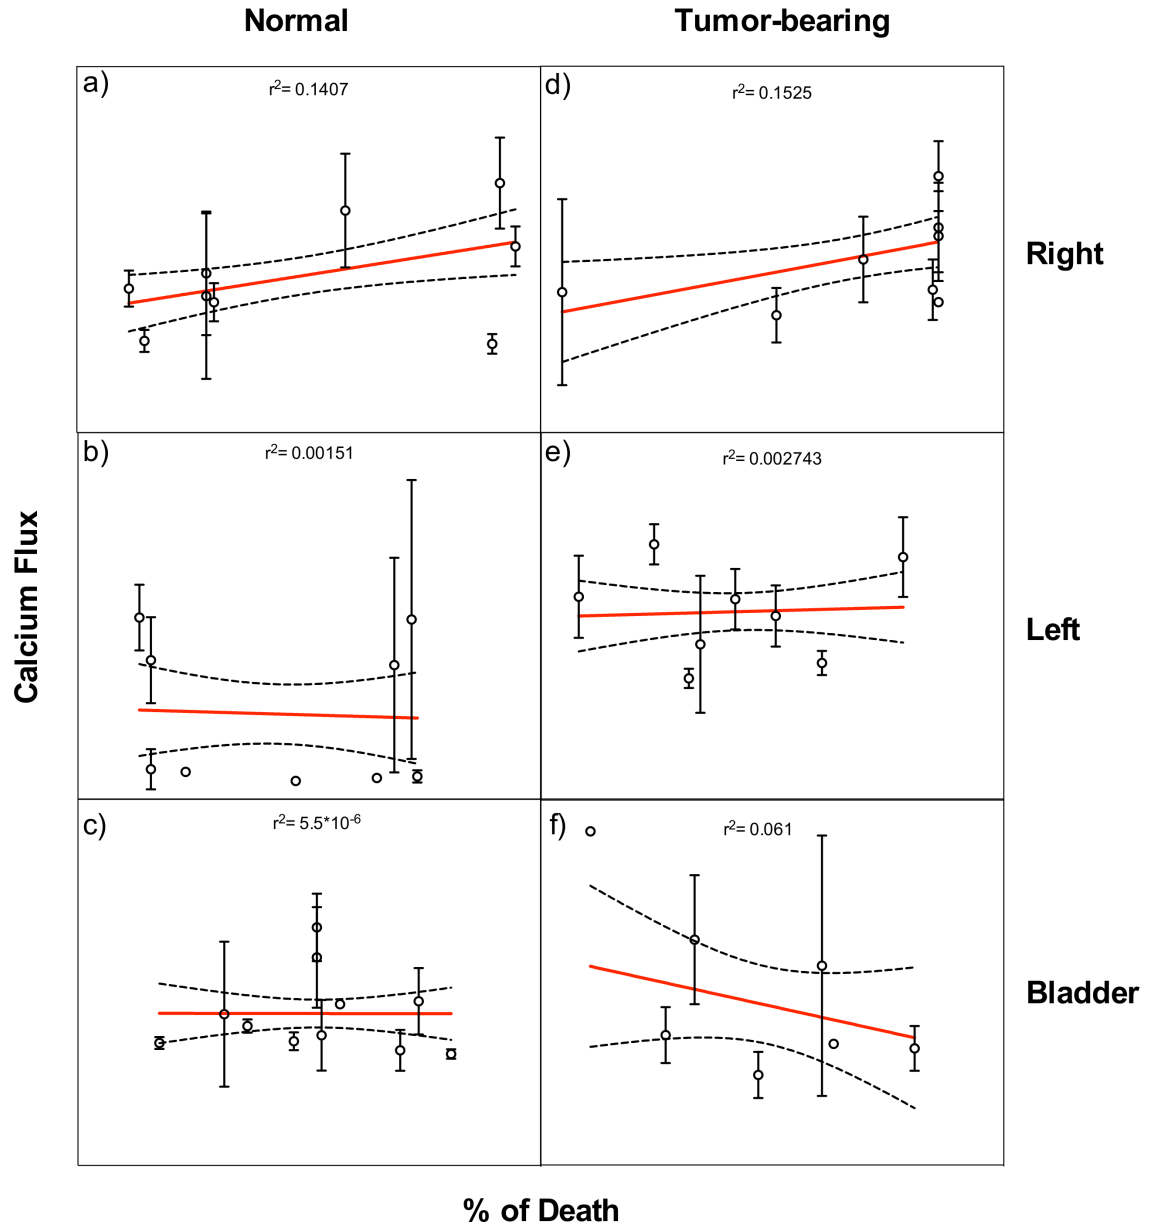 Normal
Tumor-bearing
a)
r²= 0.1407
d)
r²= 0.1525
Right
b)
r²= 0.00151
e)
r²= 0.002743
Left
Calcium Flux
c)
r²= 5.5*10⁻⁶
f)
r²= 0.061
Bladder
% of Death